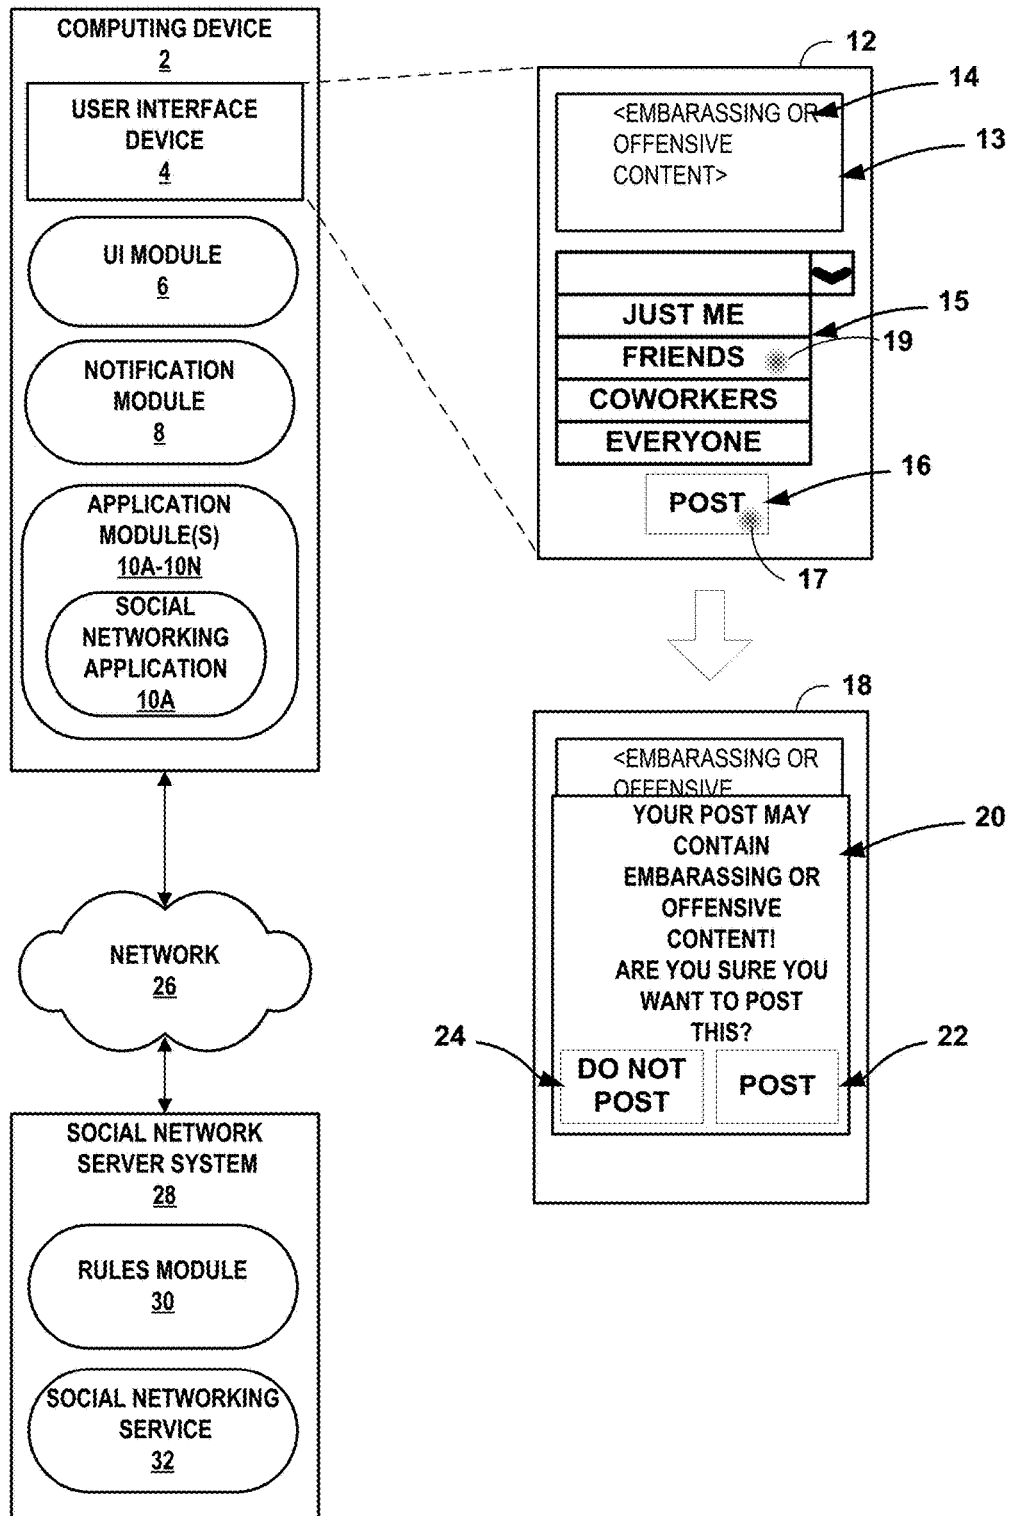 COMPUTING DEVICE
2
USER INTERFACE
DEVICE
4
UI MODULE
6
NOTIFICATION
MODULE
8
APPLICATION
MODULE(S)
10A-10N
SOCIAL
NETWORKING
APPLICATION
10A
NETWORK
26
SOCIAL NETWORK
SERVER SYSTEM
28
RULES MODULE
30
SOCIAL NETWORKING
SERVICE
32
12
<EMBARASSING OR
OFFENSIVE
CONTENT>
14
13
JUST ME
FRIENDS
COWORKERS
EVERYONE
15
19
POST
16
17
18
<EMBARASSING OR
OFFENSIVE
YOUR POST MAY
CONTAIN
EMBARASSING OR
OFFENSIVE
CONTENT!
ARE YOU SURE YOU
WANT TO POST
THIS?
20
24
DO NOT
POST
POST
22